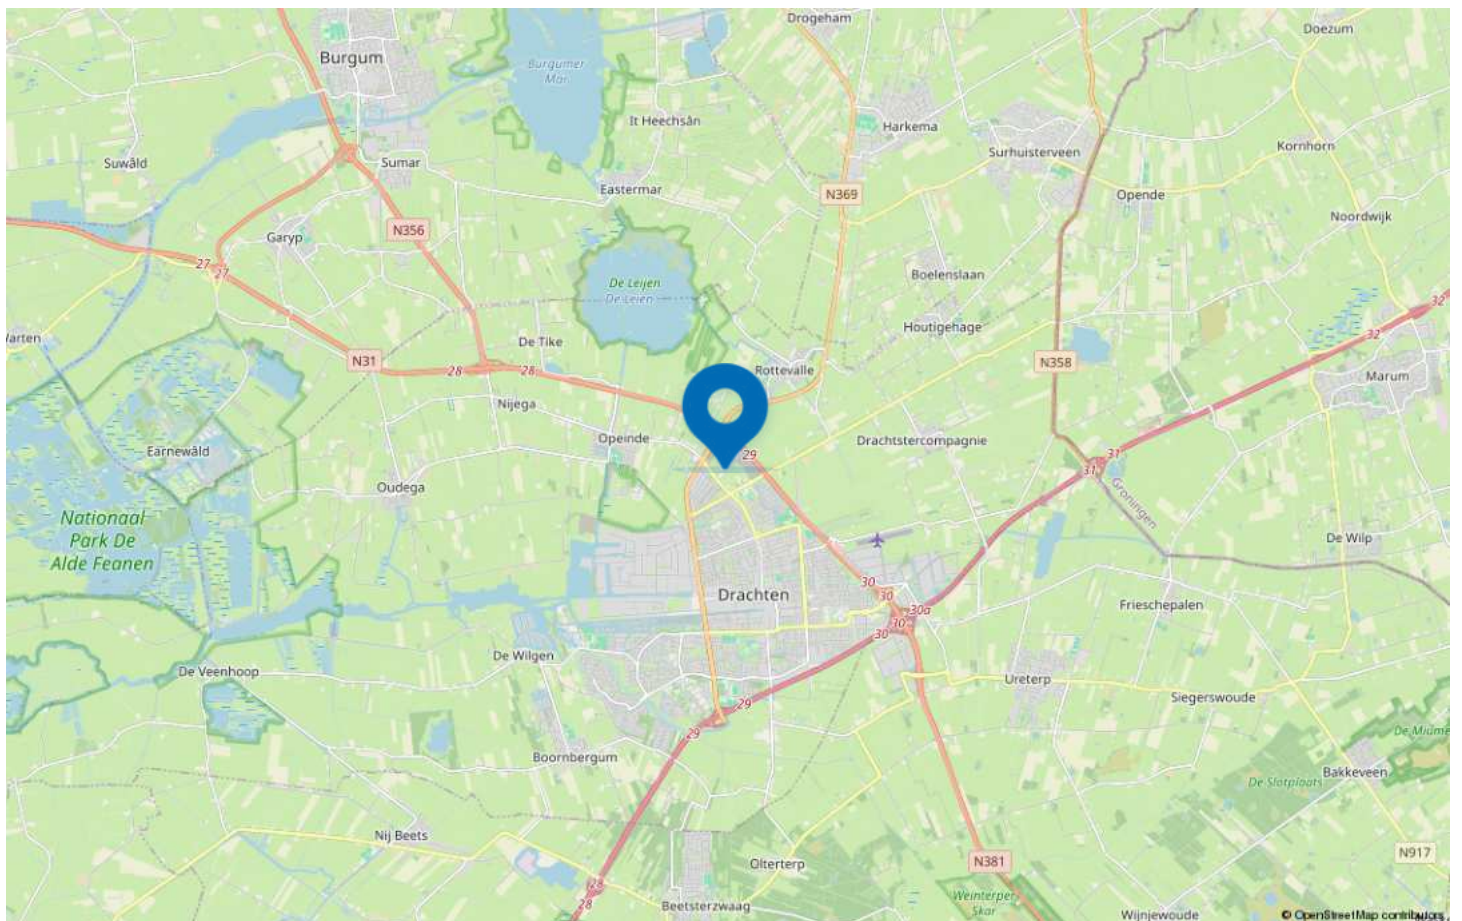 Drogeham
Doezum
Burgum
Burgumer
Mar
It Heechsân
Harkema
Kornhorn
Suwâld
Sumar
Surhuisterveen
Eastermar
N369
Opende
Noordwijk
N356
Garyp
27
27
Boelenslaan
De Leijen
De Leien
32
Houtigehage
32
De Tike
N31
28
28
Rottevalle
N358
Marum
Nijega
Opeinde
Drachtstercompagnie
Earnewâld
29
31
31
Oudega
Groningen
Nationaal
Park De
Alde Feanen
De Wilp
30
Drachten
30
30a
30
30
Frieschepalen
De Wilgen
De Veenhoop
Ureterp
Siegerswoude
29
29
Boornbergum
Bakkeveen
De Slotplaats
Nij Beets
Olterterp
N381
N917
28
28
Weinterper
Skar
Beetsterzwaag
Wijnjewoude
© OpenStreetMap contributors